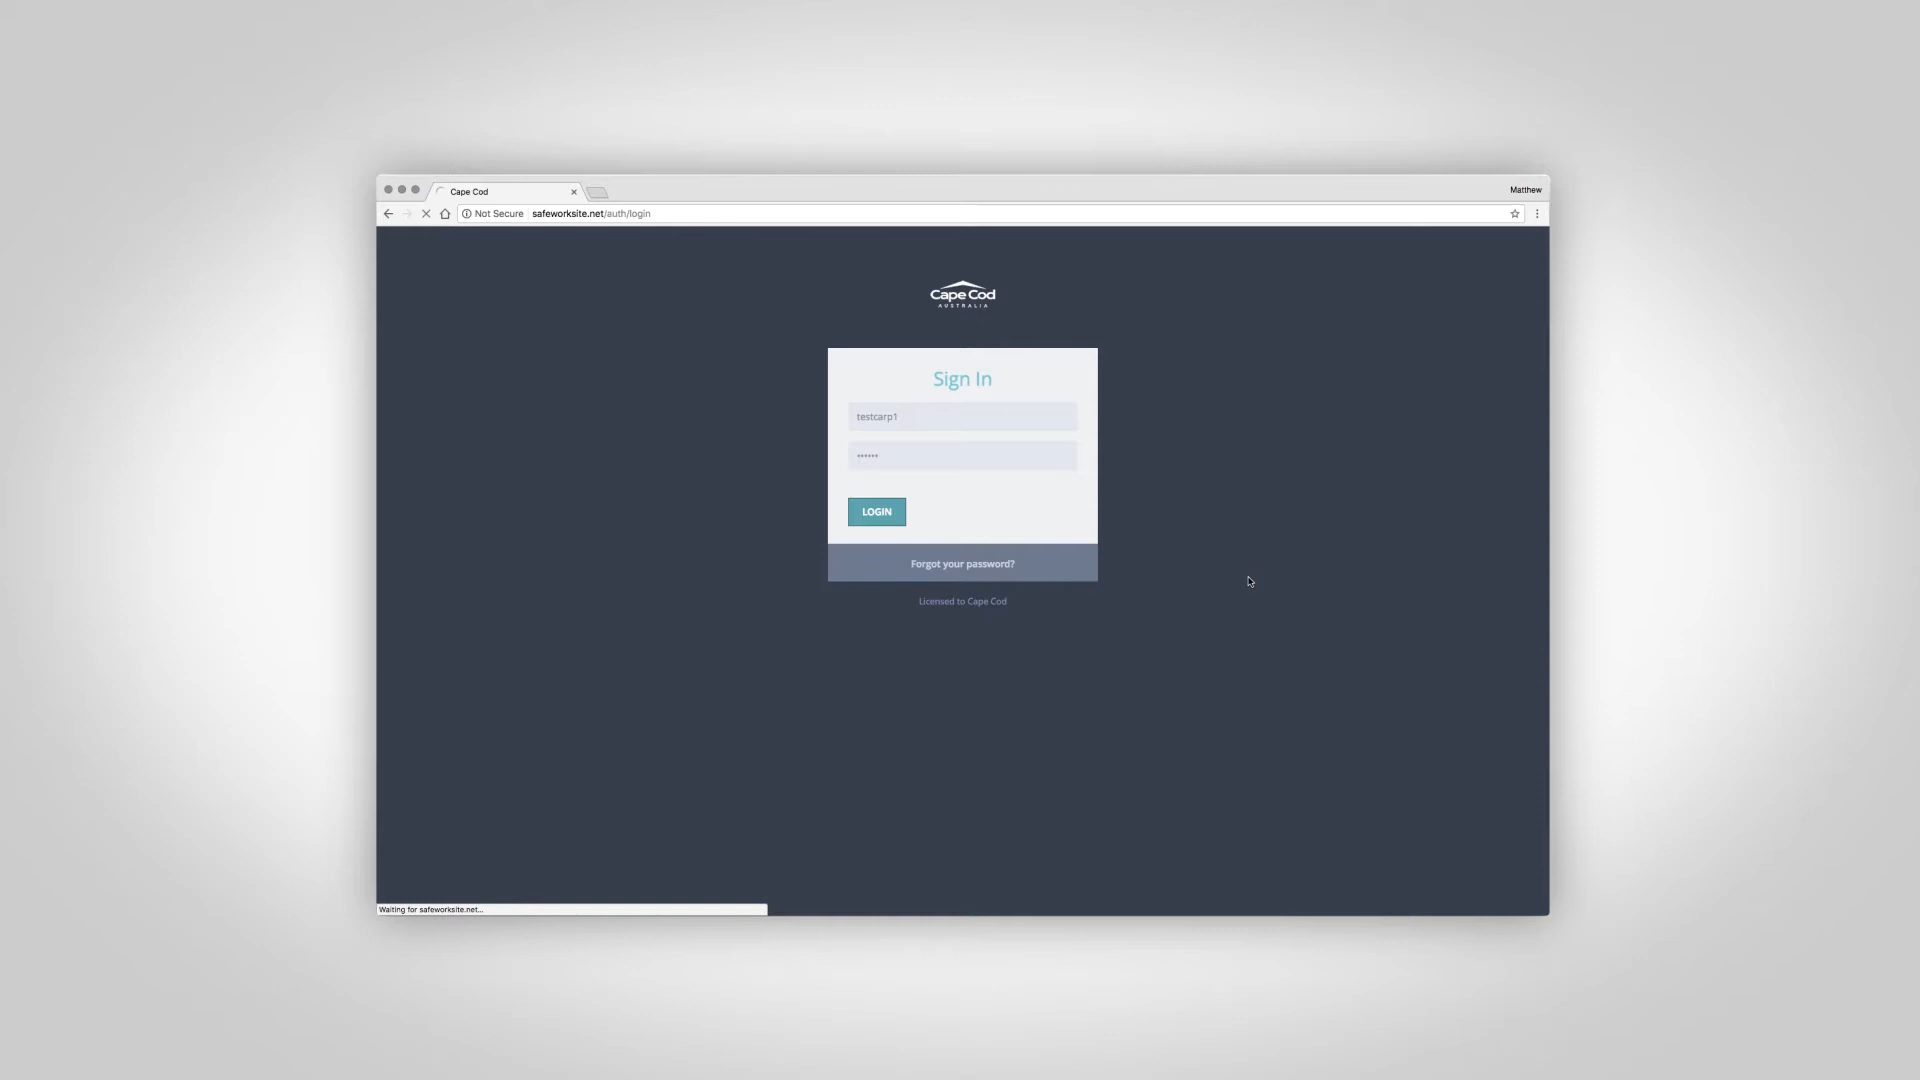 Cape Cod
Matthew
Not Secure
safeworksite.net/auth/login
Cape Cod
AUSTRALIA
Sign In
testcarp1
••••••
LOGIN
Forgot your password?
Licensed to Cape Cod
Waiting for safeworksite.net...